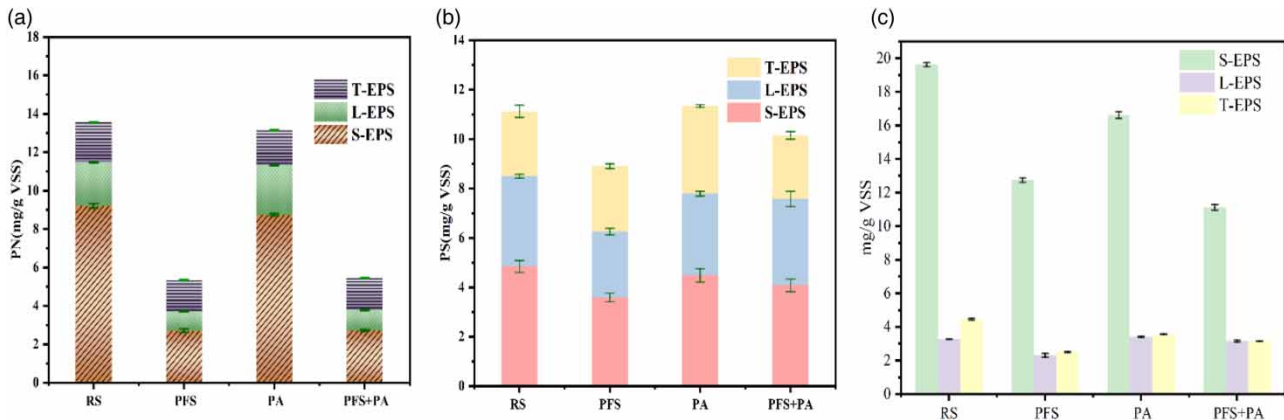 (a)
18
16
14
12
10
8
6
4
2
0
PN(mg/g VSS)
T-EPS
L-EPS
S-EPS
RS PFS PA PFS+PA
(b)
14
12
10
8
6
4
2
0
PS(mg/g VSS)
T-EPS
L-EPS
S-EPS
RS PFS PA PFS+PA
(c)
20
18
16
14
12
10
8
6
4
2
0
mg/g VSS
S-EPS
L-EPS
T-EPS
RS PFS PA PFS+PA